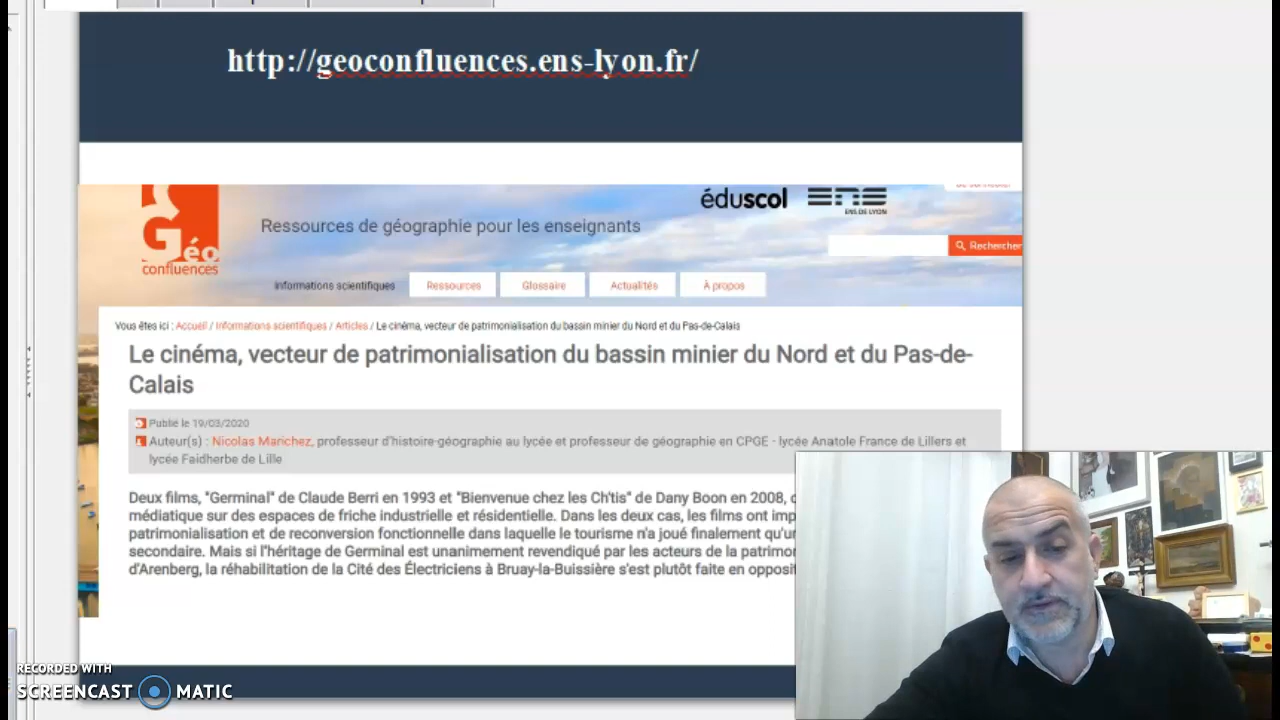 http://geoconfluences.ens-lyon.fr/
éduscol ENS
ENS DE LYON
Ressources de géographie pour les enseignants
Géo
confluences
Rechercher
Informations scientifiques Ressources Glossaire Actualités À propos
Vous êtes ici : Accueil / Informations scientifiques / Articles / Le cinéma, vecteur de patrimonialisation du bassin minier du Nord et du Pas-de-Calais
Le cinéma, vecteur de patrimonialisation du bassin minier du Nord et du Pas-de-
Calais
Publié le 19/03/2020
Auteur(s) : Nicolas Marichez, professeur d'histoire-géographie au lycée et professeur de géographie en CPGE - lycée Anatole France de Lillers et
lycée Faidherbe de Lille
Deux films, "Germinal" de Claude Berri en 1993 et "Bienvenue chez les Ch'tis" de Dany Boon en 2008,
médiatique sur des espaces de friche industrielle et résidentielle. Dans les deux cas, les films ont
patrimonialisation et de reconversion fonctionnelle dans laquelle le tourisme n'a joué finalement
secondaire. Mais si l'héritage de Germinal est unanimement revendiqué par les acteurs de la
d'Arenberg, la réhabilitation de la Cité des Électriciens à Bruay-la-Buissière s'est plutôt faite en
RECORDED WITH
SCREENCAST MATIC